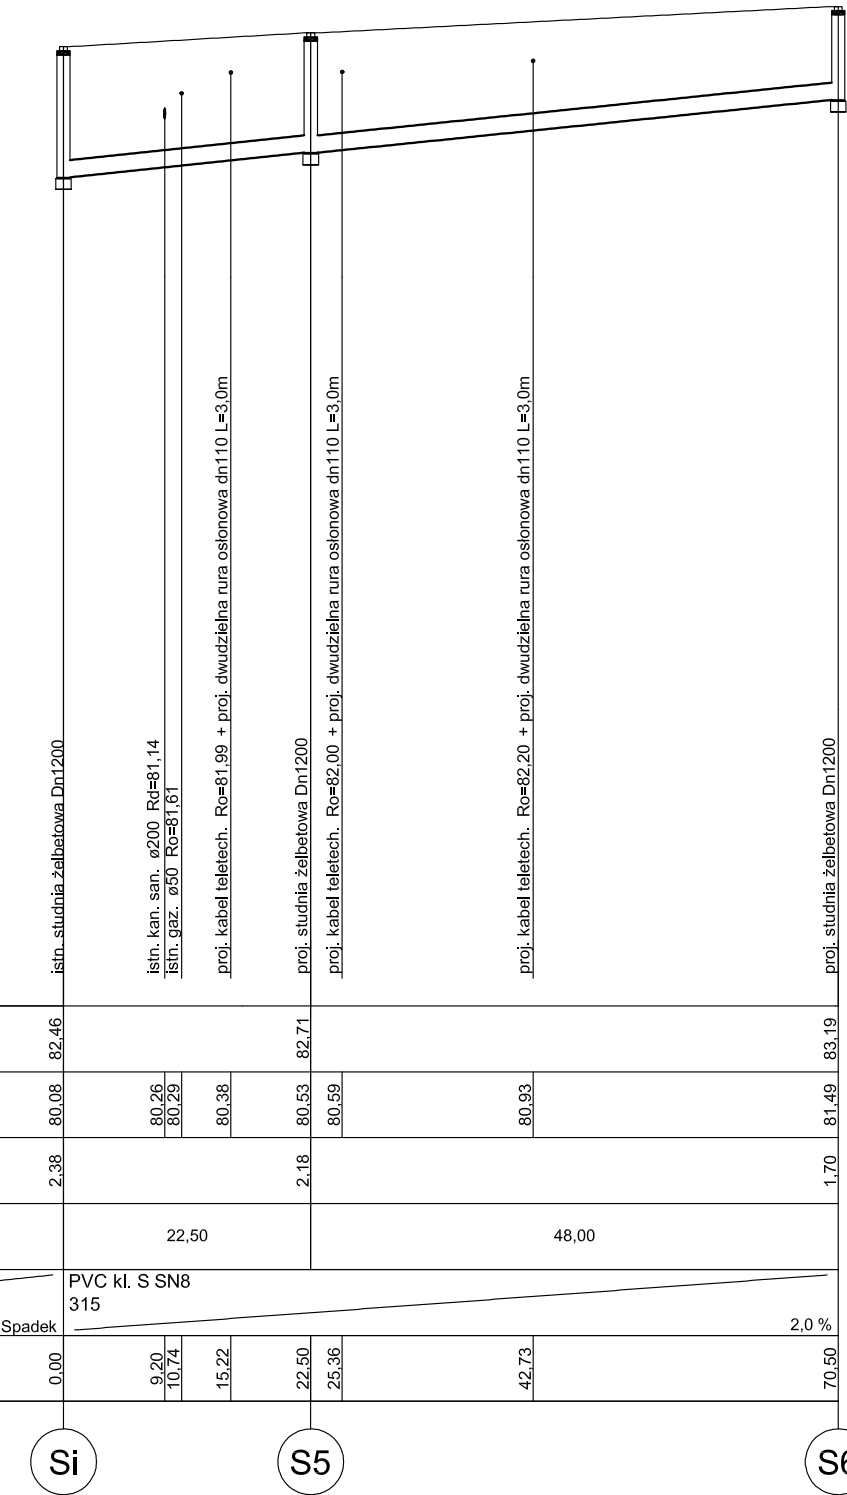 istn. studnia żelbetowa Dn1200
istn. kan. san. ø200 Rd=81,14
istn. gaz. ø50 Ro=81,61
proj. kabel teletech. Ro=81,99 + proj. dwudzielna rura osłonowa dn110 L=3,0m
proj. studnia żelbetowa Dn1200
proj. kabel teletech. Ro=82,00 + proj. dwudzielna rura osłonowa dn110 L=3,0m
proj. kabel teletech. Ro=82,20 + proj. dwudzielna rura osłonowa dn110 L=3,0m
proj. studnia żelbetowa Dn1200
82,46 82,71 83,19
80,08 80,26 80,29 80,38 80,53 80,59 80,93 81,49
2,38 2,18 1,70
22,50 48,00
PVC kl. S SN8
315
Spadek 2,0 %
0,00 9,20 10,74 15,22 22,50 25,36 42,73 70,50
Si S5 S6